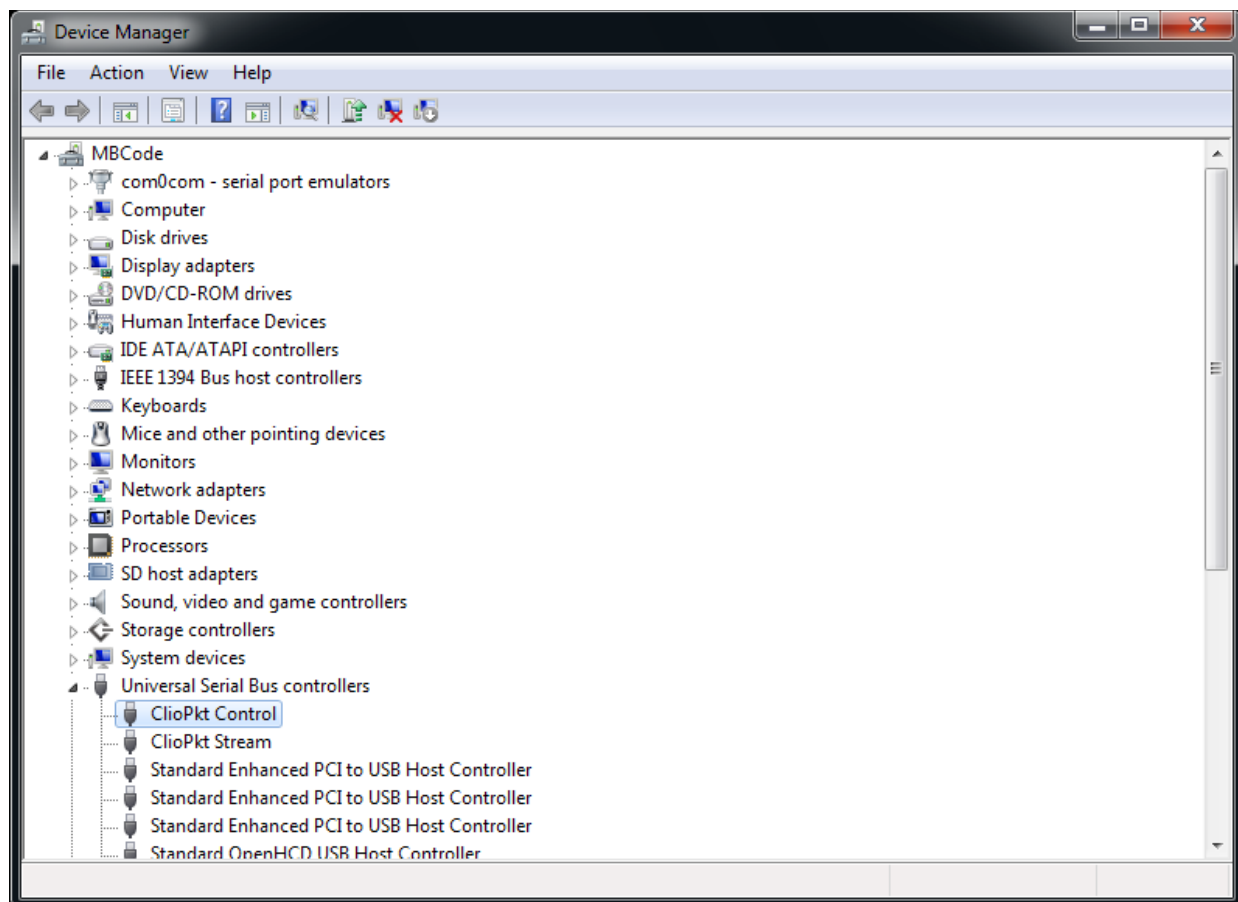 Device Manager
File Action View Help
MBCode
com0com - serial port emulators
Computer
Disk drives
Display adapters
DVD/CD-ROM drives
Human Interface Devices
IDE ATA/ATAPI controllers
IEEE 1394 Bus host controllers
Keyboards
Mice and other pointing devices
Monitors
Network adapters
Portable Devices
Processors
SD host adapters
Sound, video and game controllers
Storage controllers
System devices
Universal Serial Bus controllers
ClioPkt Control
ClioPkt Stream
Standard Enhanced PCI to USB Host Controller
Standard Enhanced PCI to USB Host Controller
Standard Enhanced PCI to USB Host Controller
Standard OpenHCD USB Host Controller